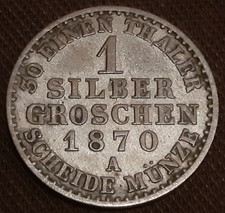 30 EINEN THALER
1
SILBER
GROSCHEN
1870
A
SCHEIDE MÜNZE